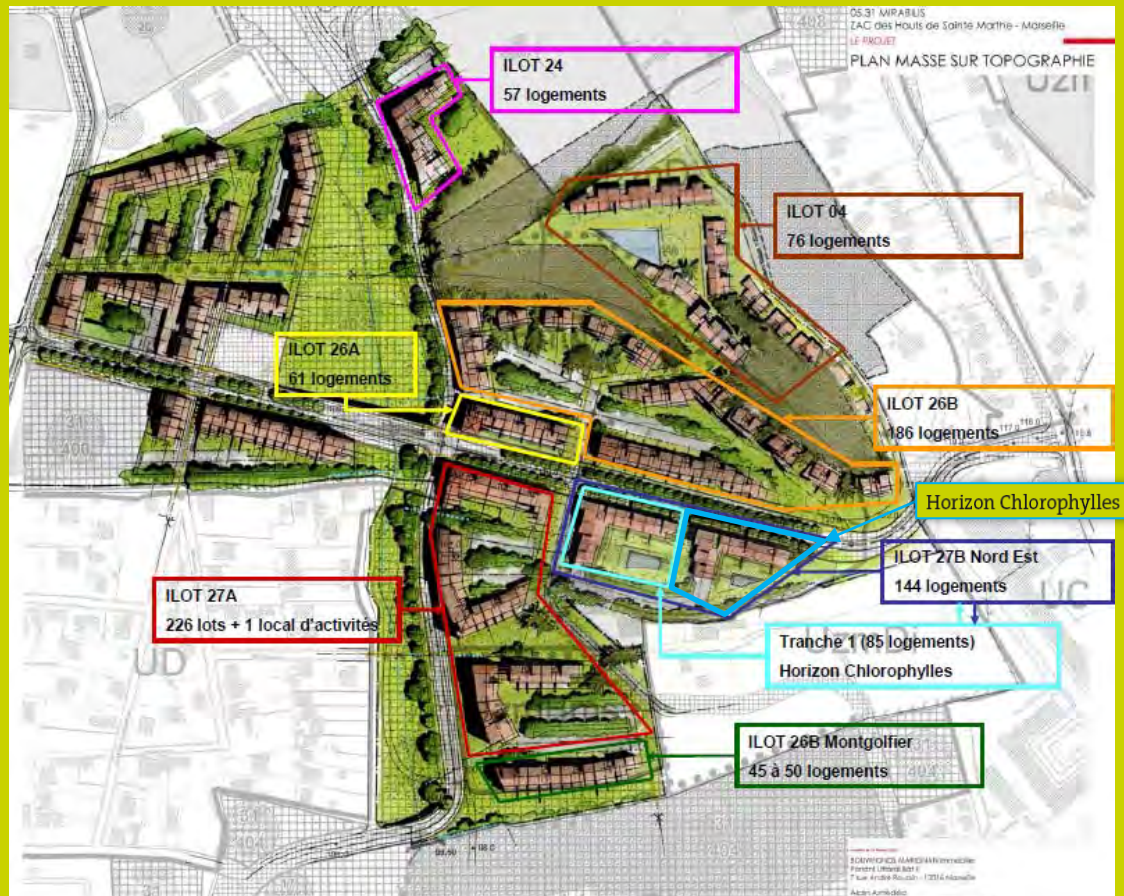 05.31 MIRABILIS
ZAC des Hauts de Sainte Marthe - Marseille
LE PROJET
PLAN MASSE SUR TOPOGRAPHIE
ILOT 24
57 logements
ILOT 04
76 logements
ILOT 26A
61 logements
ILOT 26B
186 logements
Horizon Chlorophylles
ILOT 27B Nord Est
144 logements
ILOT 27A
226 lots + 1 local d'activités
Tranche 1 (85 logements)
Horizon Chlorophylles
UD
UC
ILOT 26B Montgolfier
45 à 50 logements